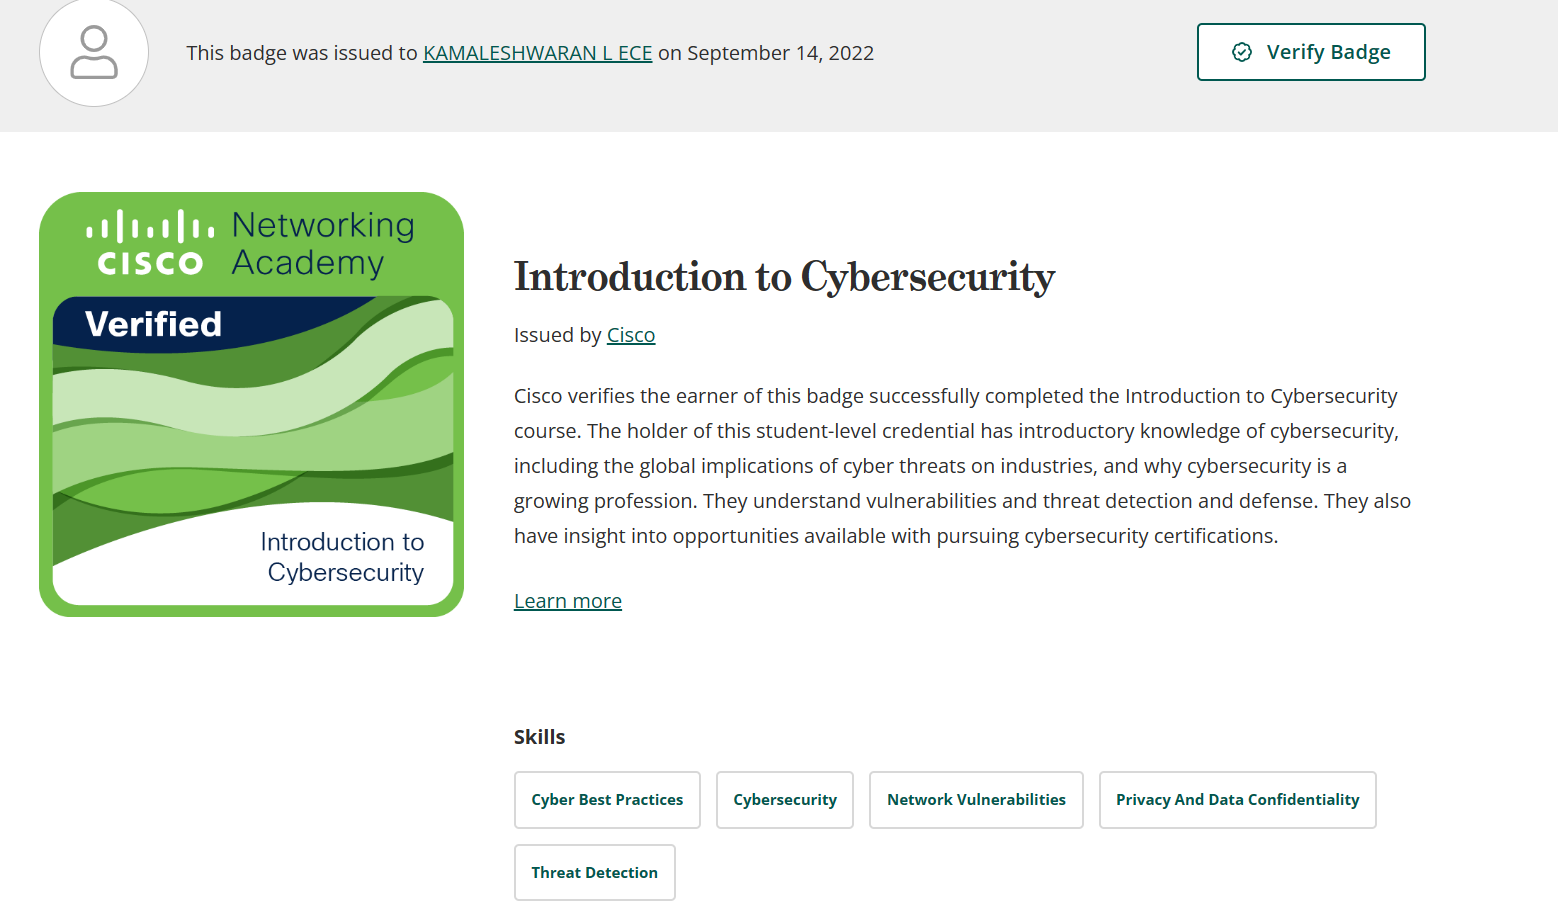 This badge was issued to KAMALESHWARAN L ECE on September 14, 2022
Verify Badge
CISCO
Networking
Academy
Verified
Introduction to
Cybersecurity
Introduction to Cybersecurity
Issued by Cisco
Cisco verifies the earner of this badge successfully completed the Introduction to Cybersecurity
course. The holder of this student-level credential has introductory knowledge of cybersecurity,
including the global implications of cyber threats on industries, and why cybersecurity is a
growing profession. They understand vulnerabilities and threat detection and defense. They also
have insight into opportunities available with pursuing cybersecurity certifications.
Learn more
Skills
Cyber Best Practices
Cybersecurity
Network Vulnerabilities
Privacy And Data Confidentiality
Threat Detection